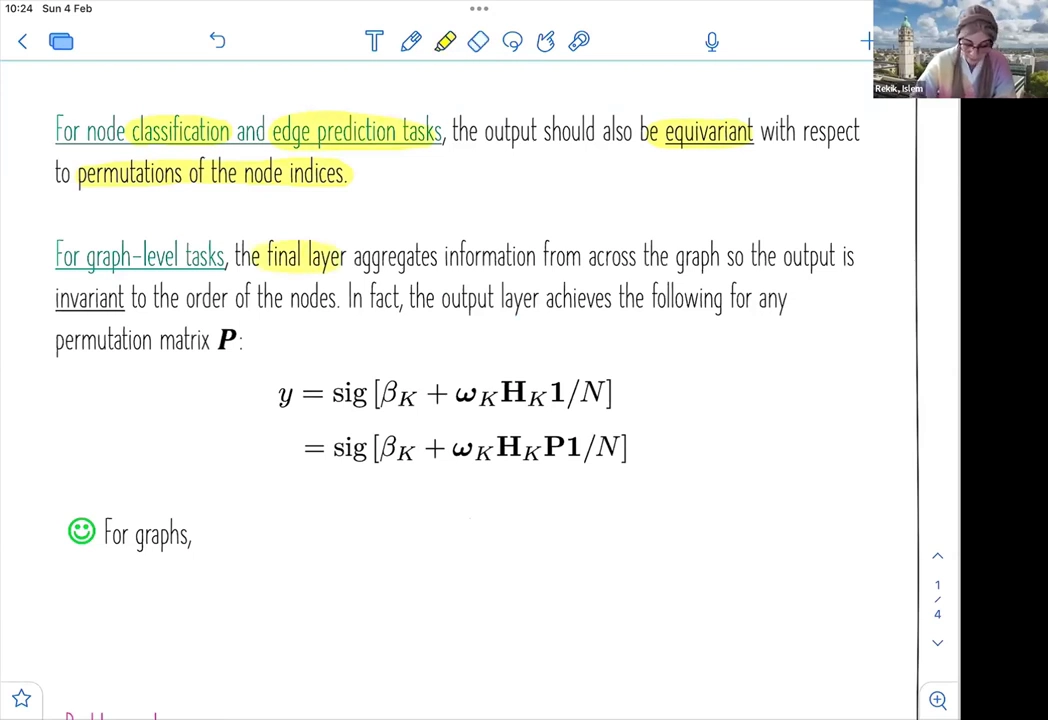 10:24 Sun 4 Feb
Rekik, Islem
For node classification and edge prediction tasks, the output should also be equivariant with respect
to permutations of the node indices.
For graph-level tasks, the final layer aggregates information from across the graph so the output is
invariant to the order of the nodes. In fact, the output layer achieves the following for any
permutation matrix P:
y = sig [β_K + ω_K H_K 1/N]
= sig [β_K + ω_K H_K P1/N]
For graphs,
1
/
4